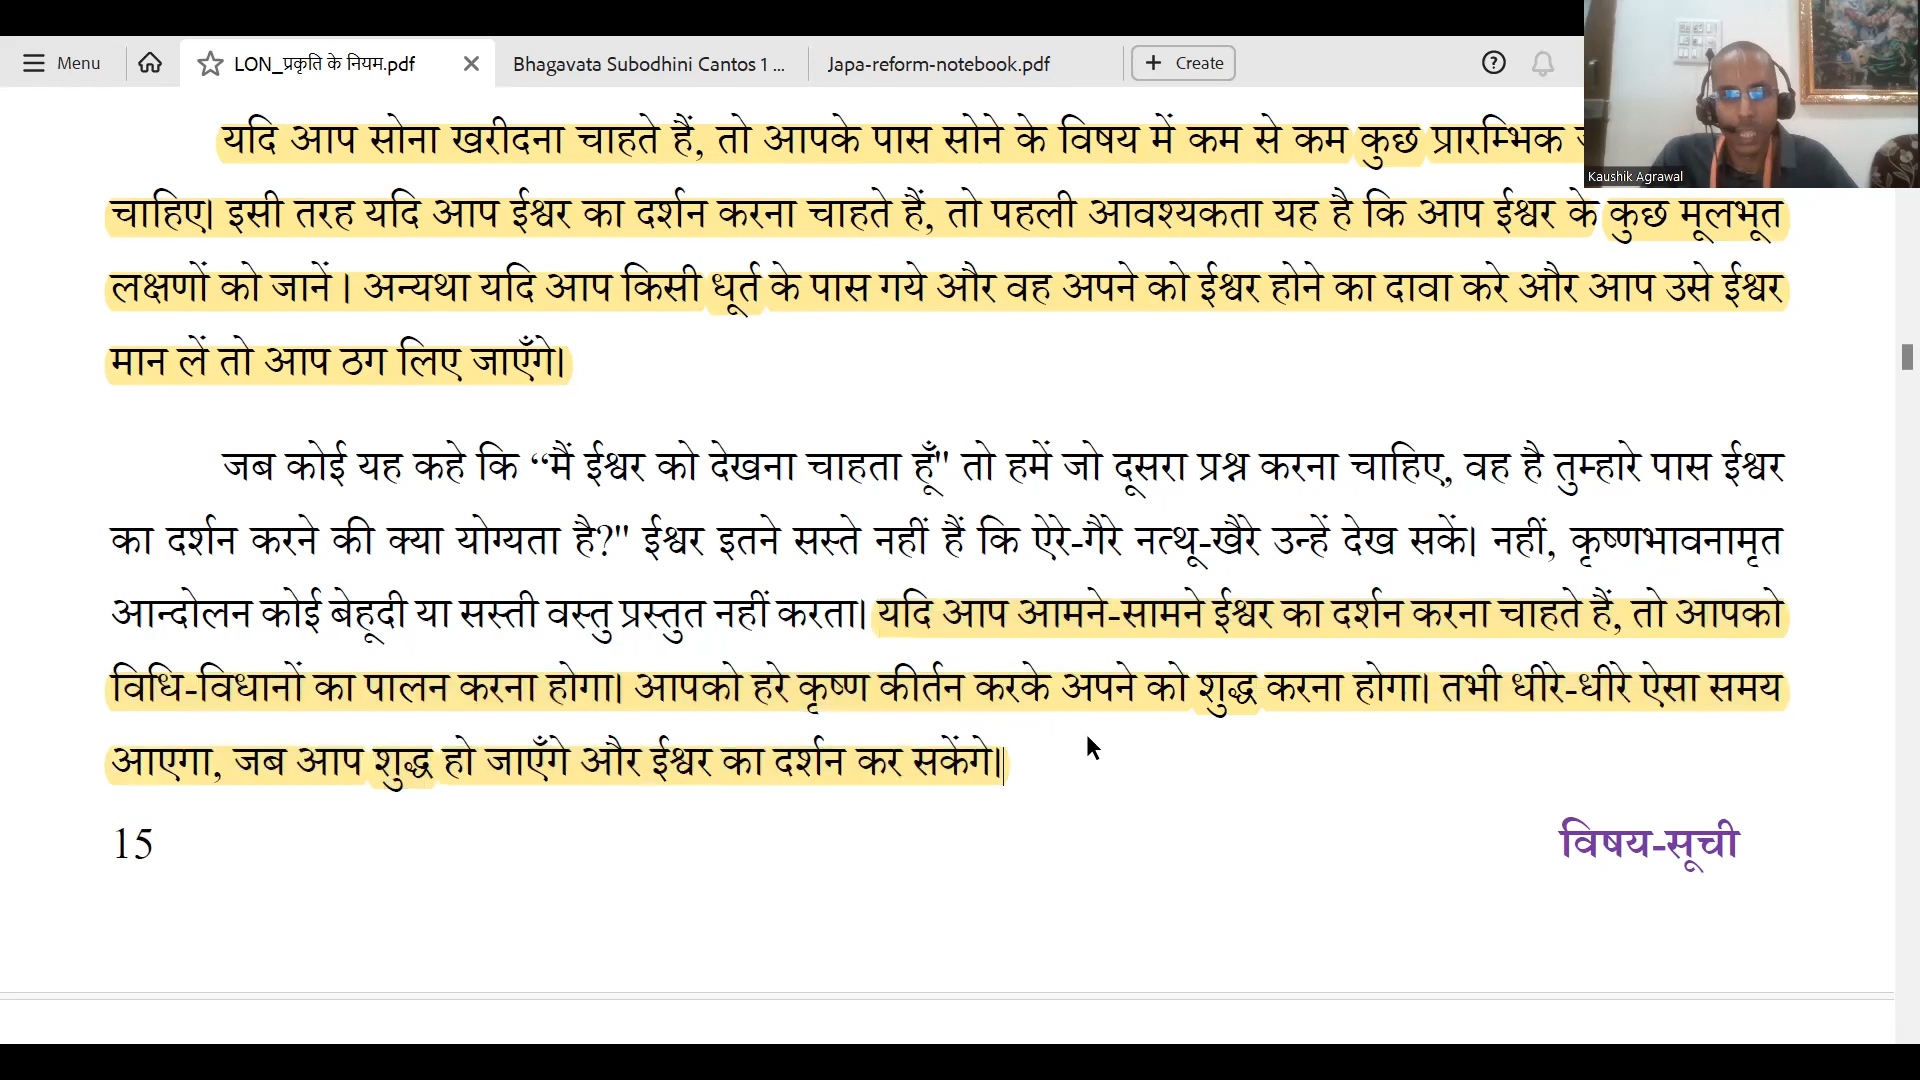 Menu
LON_प्रकृति के नियम.pdf
Bhagavata Subodhini Cantos 1 ...
Japa-reform-notebook.pdf
+ Create
Kaushik Agrawal
यदि आप सोना खरीदना चाहते हैं, तो आपके पास सोने के विषय में कम से कम कुछ प्रारम्भिक
चाहिए। इसी तरह यदि आप ईश्वर का दर्शन करना चाहते हैं, तो पहली आवश्यकता यह है कि आप ईश्वर के कुछ मूलभूत
लक्षणों को जानें। अन्यथा यदि आप किसी धूर्त के पास गये और वह अपने को ईश्वर होने का दावा करे और आप उसे ईश्वर
मान लें तो आप ठग लिए जाएँगे।
जब कोई यह कहे कि “मैं ईश्वर को देखना चाहता हूँ" तो हमें जो दूसरा प्रश्न करना चाहिए, वह है तुम्हारे पास ईश्वर
का दर्शन करने की क्या योग्यता है?" ईश्वर इतने सस्ते नहीं हैं कि ऐरे-गैरे नत्थू-खैरे उन्हें देख सकें। नहीं, कृष्णभावनामृत
आन्दोलन कोई बेहूदी या सस्ती वस्तु प्रस्तुत नहीं करता। यदि आप आमने-सामने ईश्वर का दर्शन करना चाहते हैं, तो आपको
विधि-विधानों का पालन करना होगा। आपको हरे कृष्ण कीर्तन करके अपने को शुद्ध करना होगा। तभी धीरे-धीरे ऐसा समय
आएगा, जब आप शुद्ध हो जाएँगे और ईश्वर का दर्शन कर सकेंगे।
15
विषय-सूची